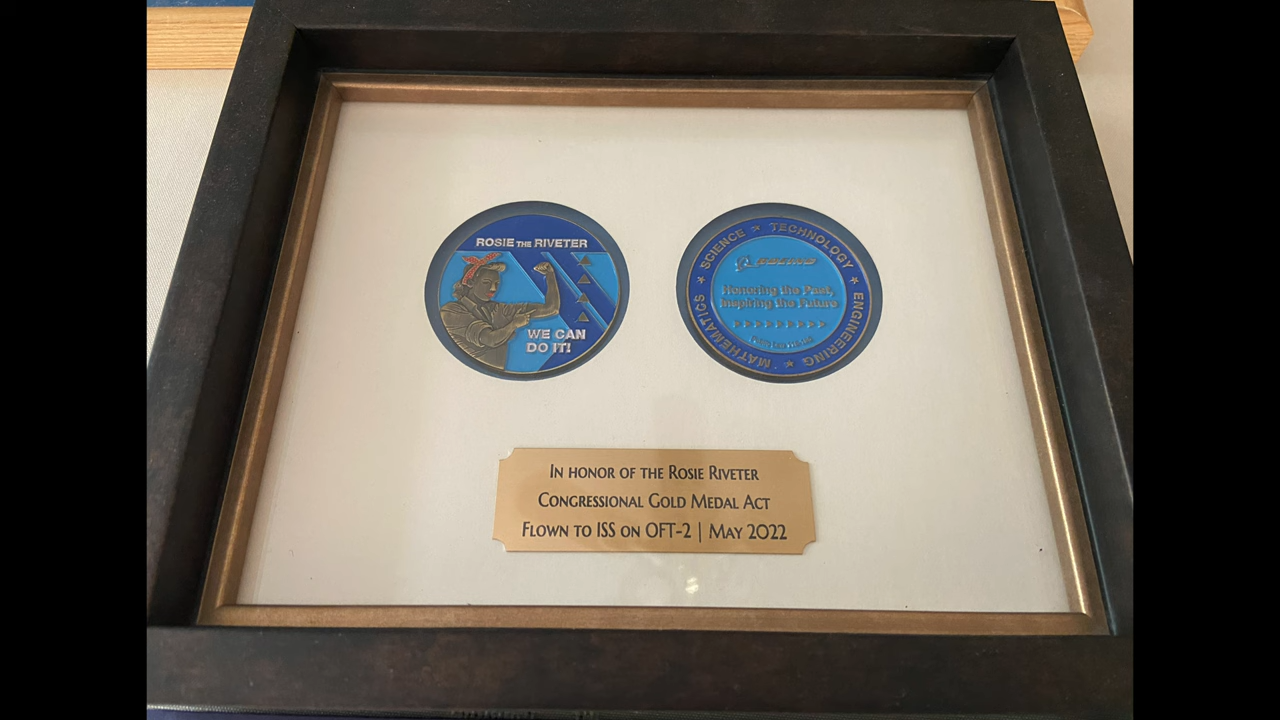 ROSIE THE RIVETER
WE CAN
DO IT!
SCIENCE ★ TECHNOLOGY ★ ENGINEERING ★ MATHEMATICS ★
BOEING
Honoring the Past,
Inspiring the Future
IN HONOR OF THE ROSIE RIVETER
CONGRESSIONAL GOLD MEDAL ACT
FLOWN TO ISS ON OFT-2 | MAY 2022